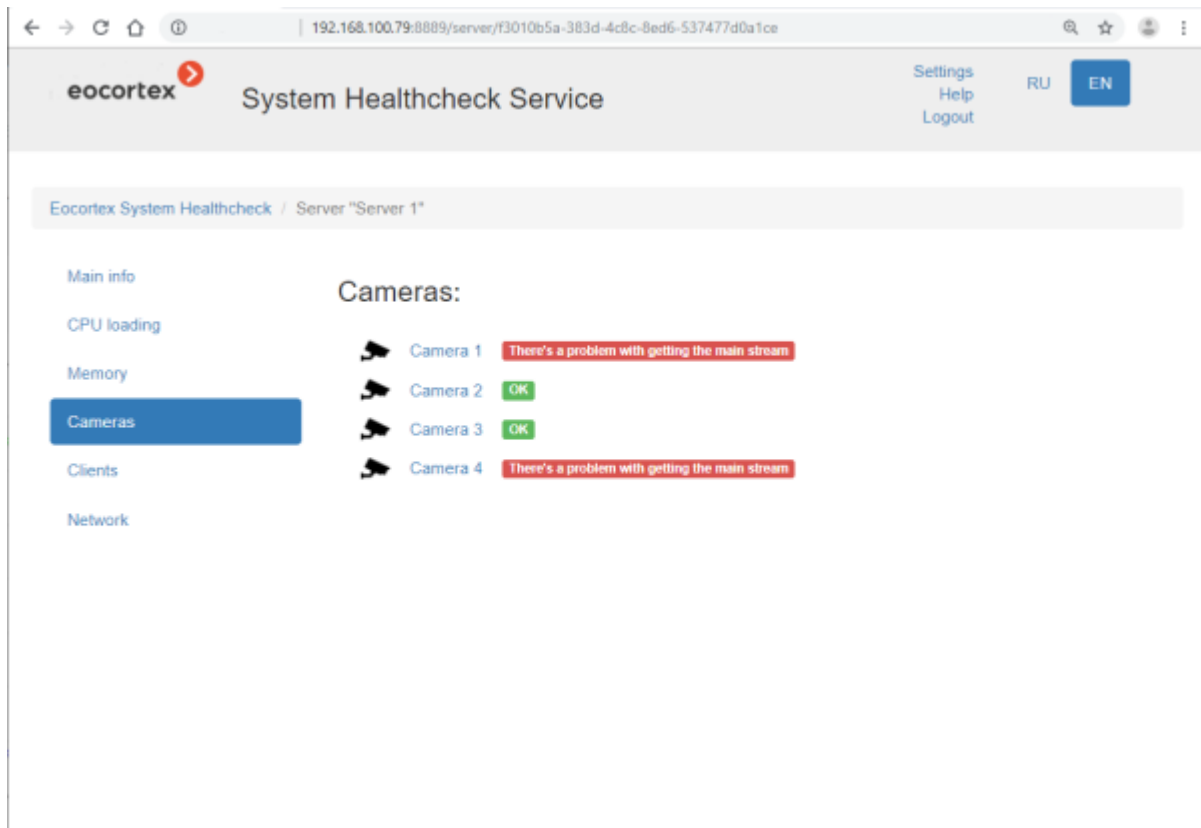 192.168.100.79:8889/server/f3010b5a-383d-4c8c-8ed6-537477d0a1ce
eocortex
System Healthcheck Service
Settings
Help
Logout
RU
EN
Eocortex System Healthcheck / Server "Server 1"
Main info
CPU loading
Memory
Cameras
Clients
Network
Cameras:
Camera 1 There's a problem with getting the main stream
Camera 2 OK
Camera 3 OK
Camera 4 There's a problem with getting the main stream